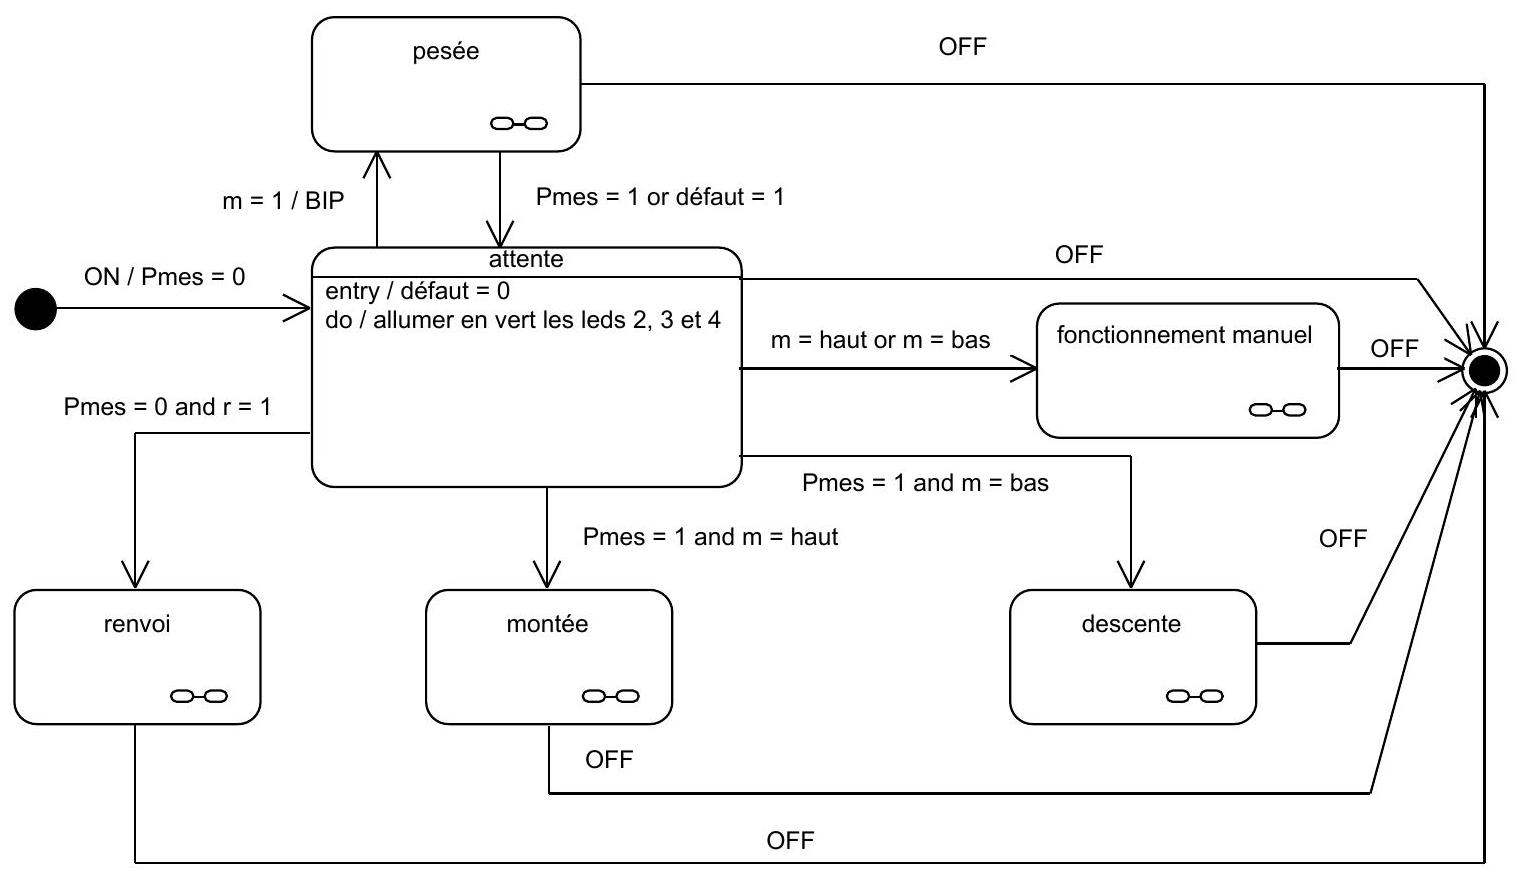 pesée
OFF
m = 1 / BIP
Pmes = 1 or défaut = 1
ON / Pmes = 0
attente
entry / défaut = 0
do / allumer en vert les leds 2, 3 et 4
OFF
m = haut or m = bas
fonctionnement manuel
OFF
Pmes = 0 and r = 1
Pmes = 1 and m = bas
Pmes = 1 and m = haut
OFF
renvoi
montée
descente
OFF
OFF